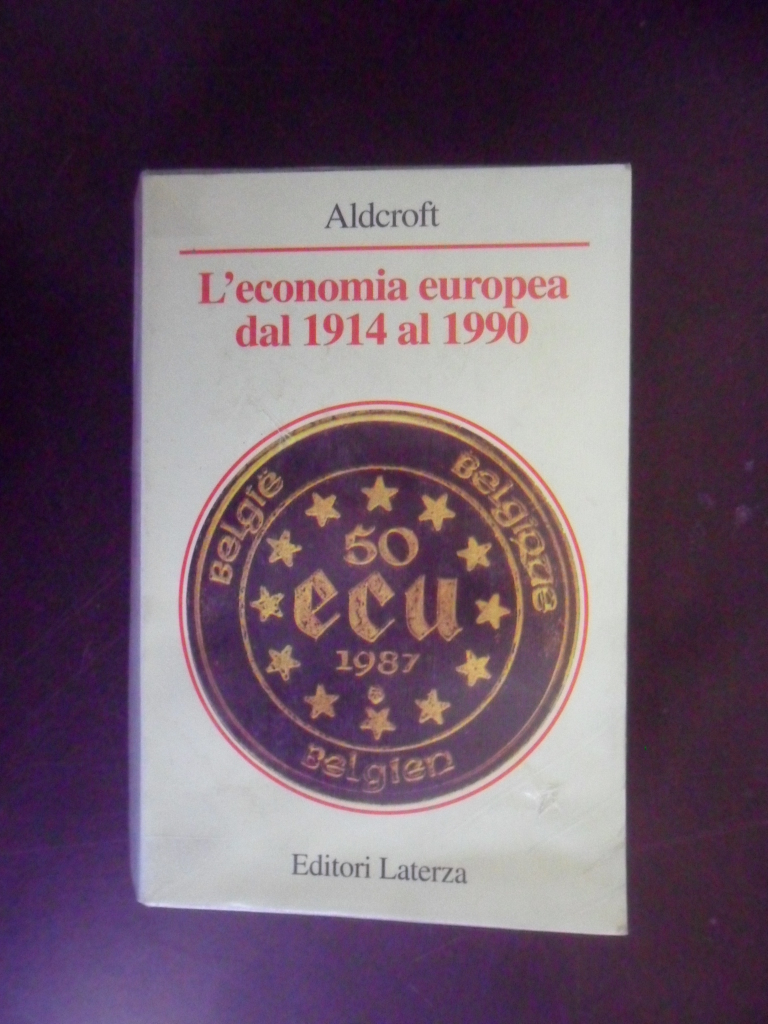 Aldcroft
L'economia europea
dal 1914 al 1990
België
Belgique
50
ecu
1987
Belgien
Editori Laterza